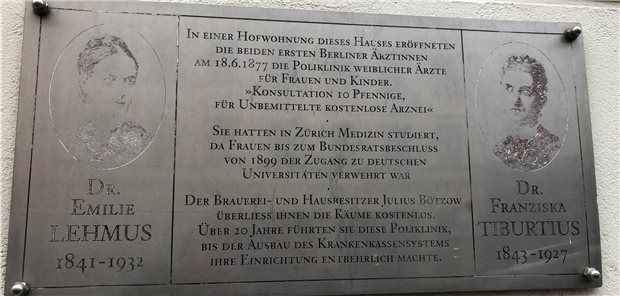 IN EINER HOFWOHNUNG DIESES HAUSES ERÖFFNETEN
DIE BEIDEN ERSTEN BERLINER ÄKZTINNEN
AM 18.6.1877 DIE POLIKLINIK WEIBLICHER ÄRZTE
FÜR FRAUEN UND KINDER.
»KONSULTATION 10 PFENNIGE,
FÜR UNBEMITTELTE KOSTENLOSE ARZNEI«
SIE HATTEN IN ZÜRICH MEDIZIN STUDIERT,
DA FRAUEN BIS ZUM BUNDESRATSBESCHLUSS
VON 1899 DER ZUGANG ZU DEUTSCHEN
UNIVERSITÄTEN VERWEHRT WAR
DER BRAUEREI- UND HAUSBESITZER JULIUS BÖTZOW
ÜBERLIESS IHNEN DIE RÄUME KOSTENLOS.
ÜBER 20 JAHRE FÜHRTEN SIE DIESE POLIKLINIK,
BIS DER AUSBAU DES KRANKENKASSENSYSTEMS
IHRE EINRICHTUNG ENTBEHRLICH MACHTE.
DR.
EMILIE
LEHMUS
1841-1932
DR.
FRANZISKA
TIBURTIUS
1843-1927